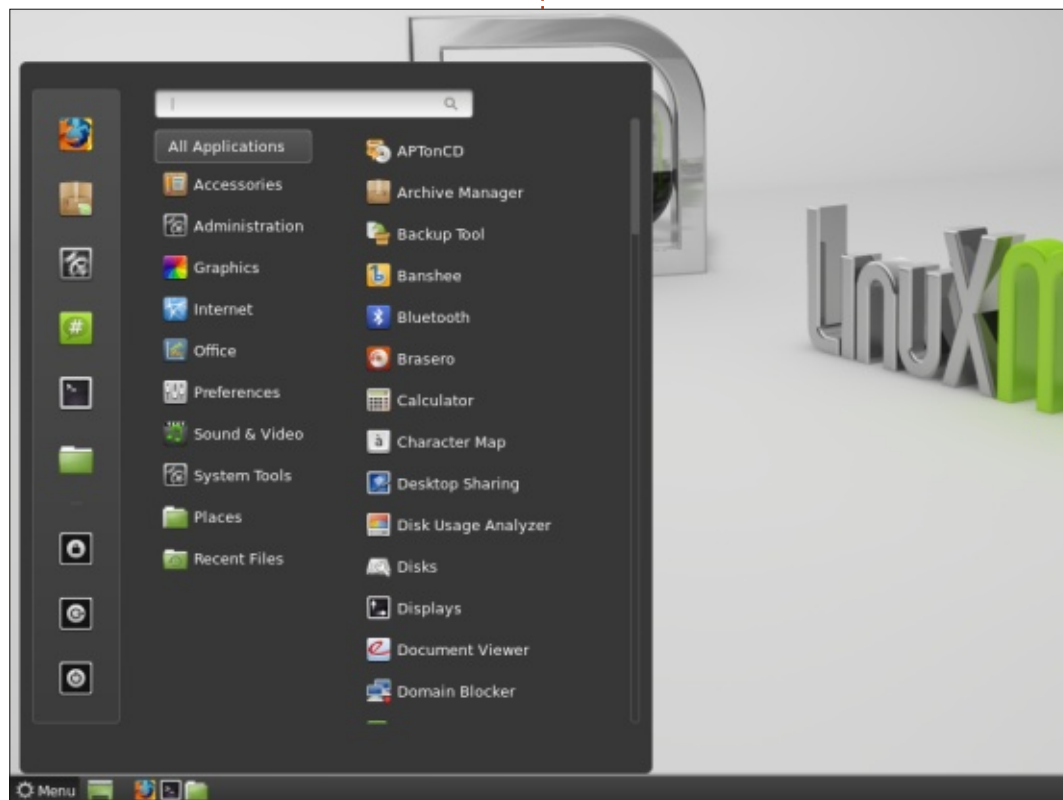 All Applications
Accessories
Administration
Graphics
Internet
Office
Preferences
Sound & Video
System Tools
Places
Recent Files
APTonCD
Archive Manager
Backup Tool
Banshee
Bluetooth
Brasero
Calculator
Character Map
Desktop Sharing
Disk Usage Analyzer
Disks
Displays
Document Viewer
Domain Blocker
Linuxm
Menu